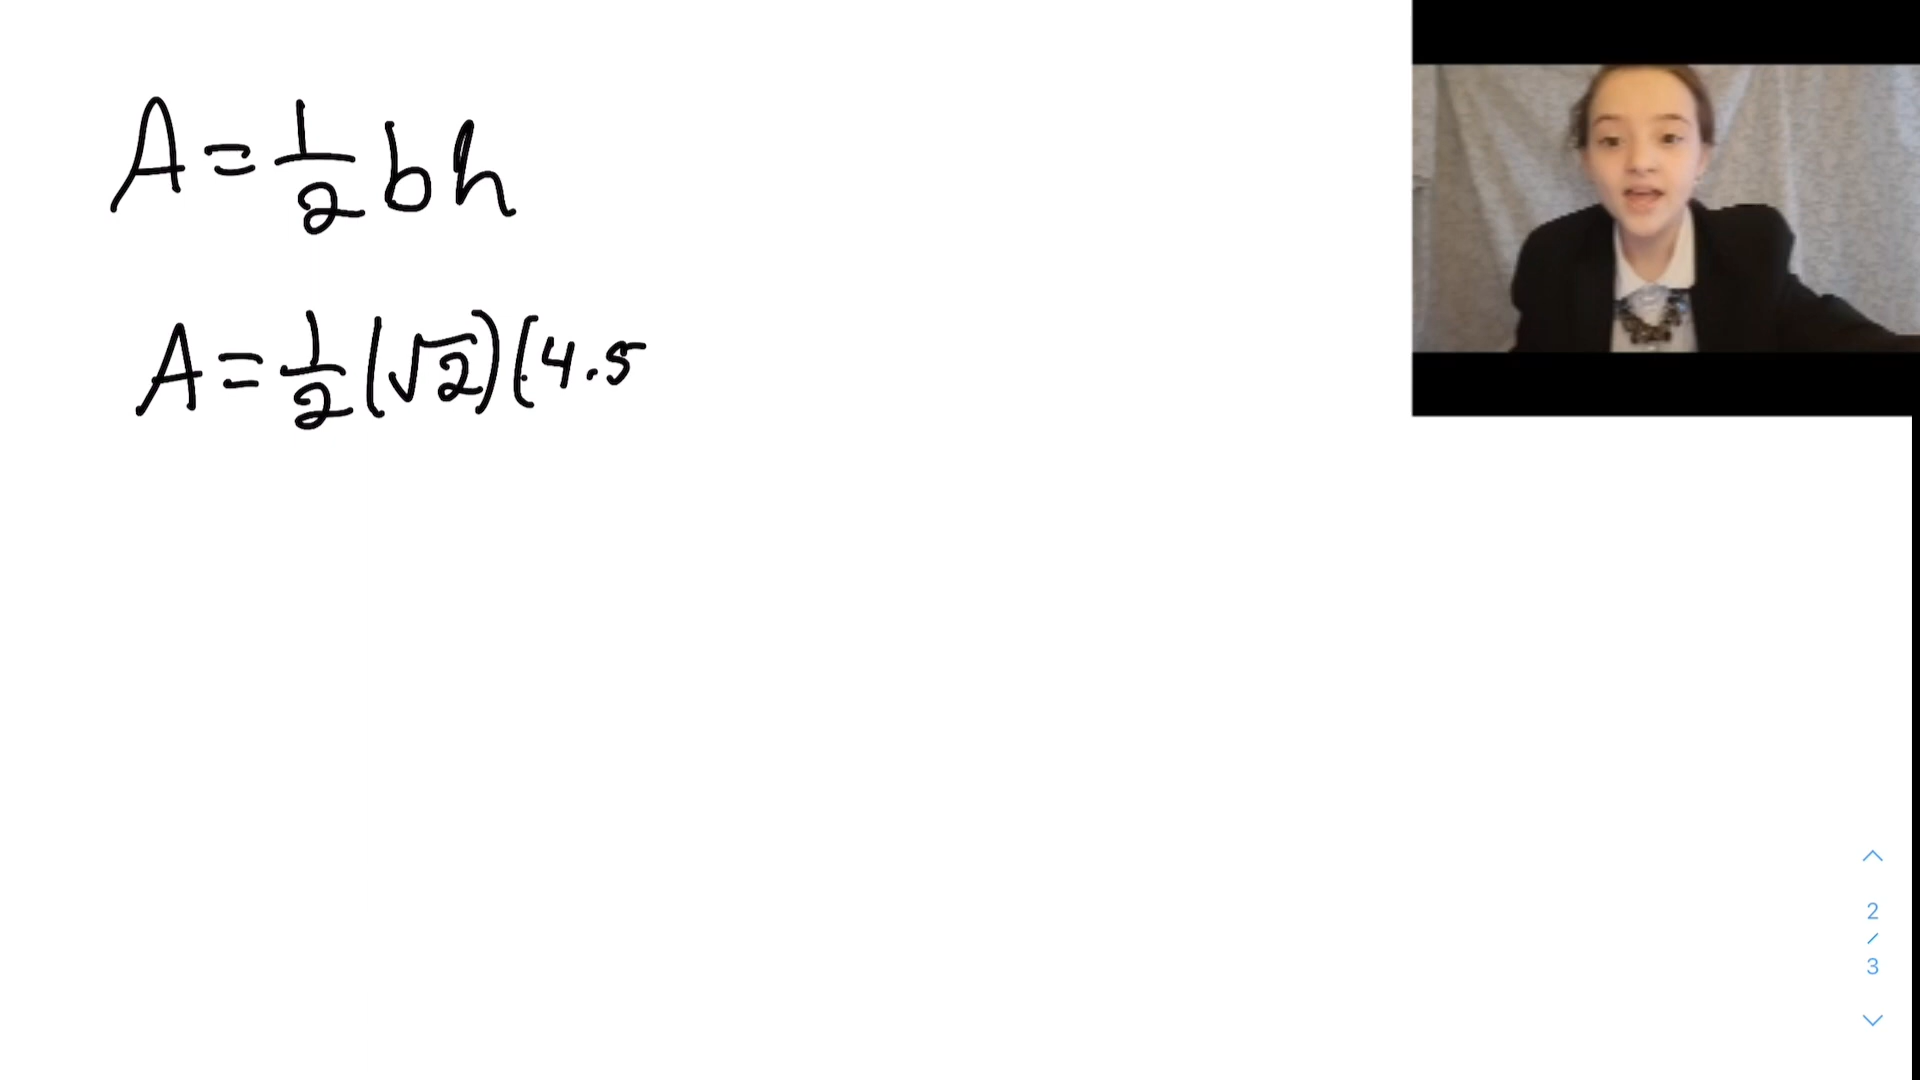 A = 1/2 bh
A = 1/2 (√2)(4.5
2
/
3